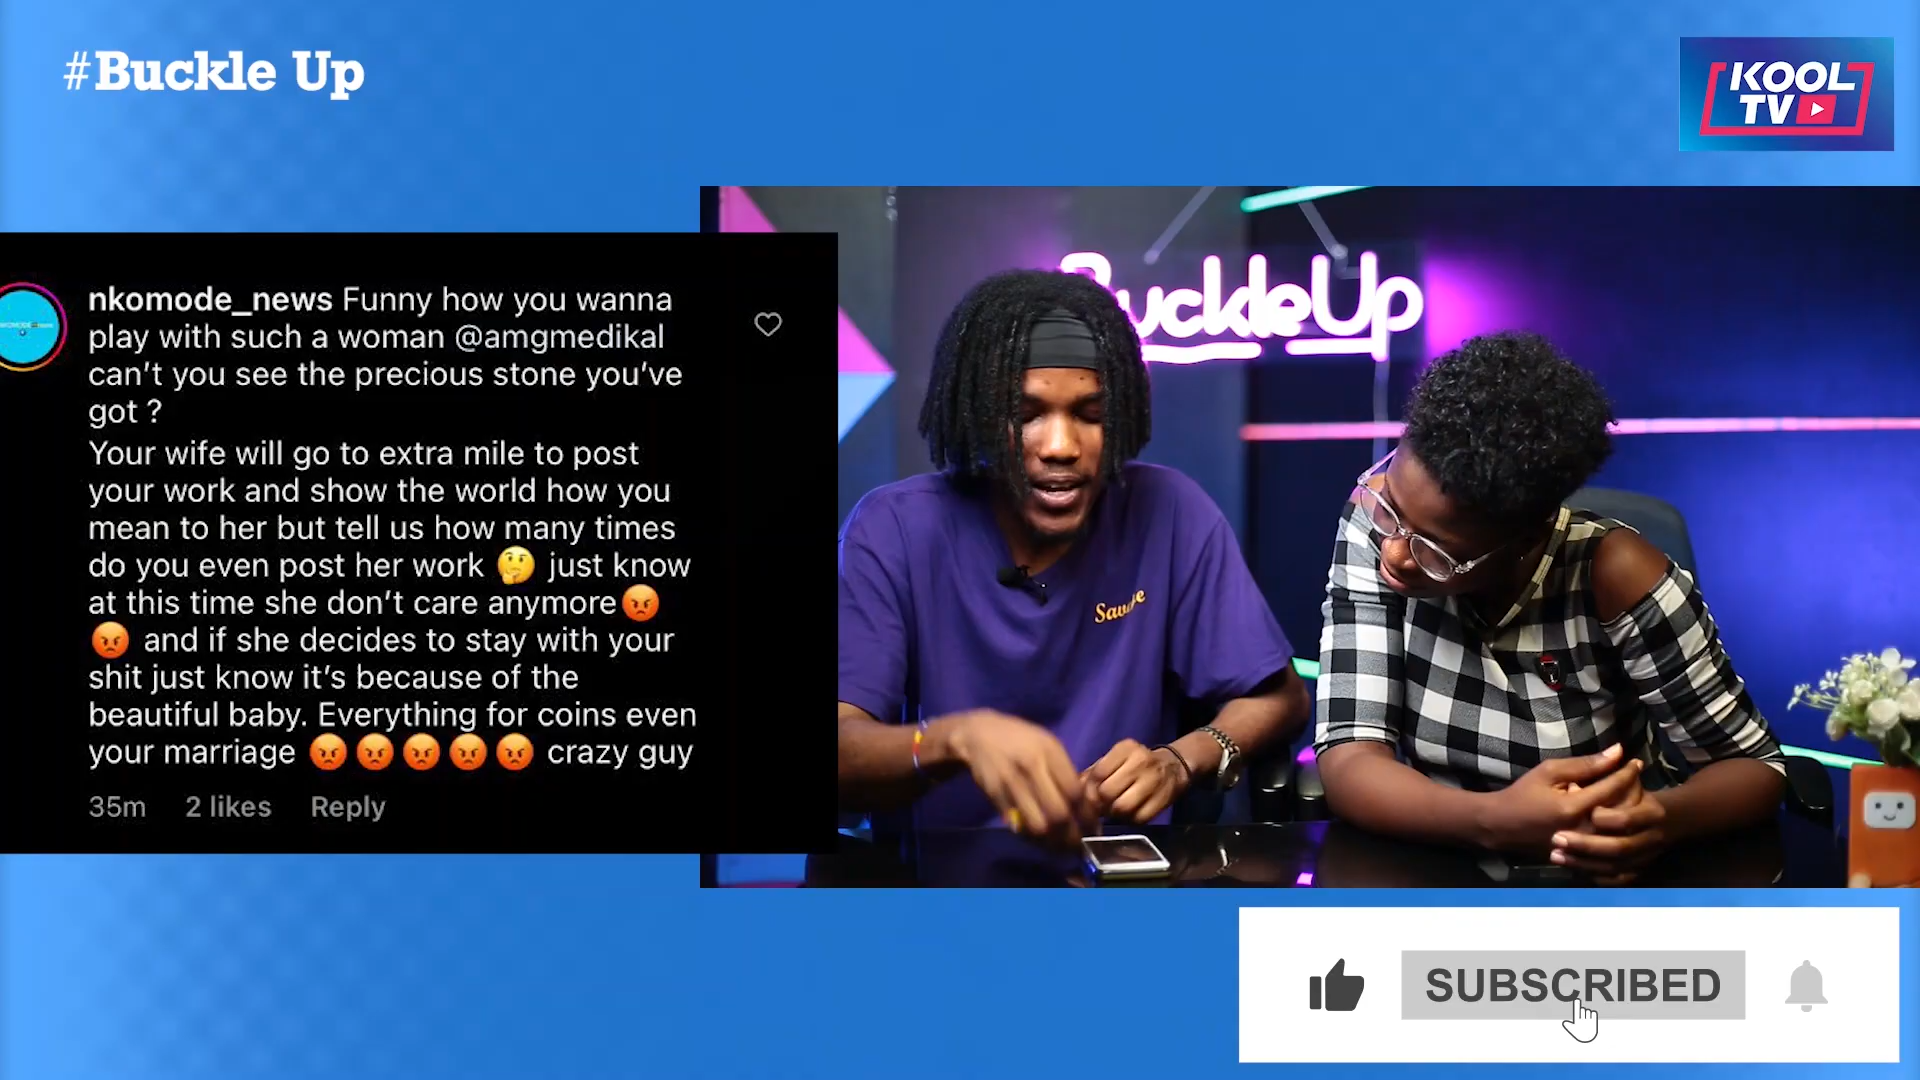 #Buckle Up
KOOL
TV
BuckleUp
nkomode_news Funny how you wanna
play with such a woman @amgmedikal
can't you see the precious stone you've
got ?
Your wife will go to extra mile to post
your work and show the world how you
mean to her but tell us how many times
do you even post her work 🤔 just know
at this time she don't care anymore😡
😡 and if she decides to stay with your
shit just know it's because of the
beautiful baby. Everything for coins even
your marriage 😡😡😡😡😡 crazy guy
35m 2 likes Reply
SUBSCRIBED